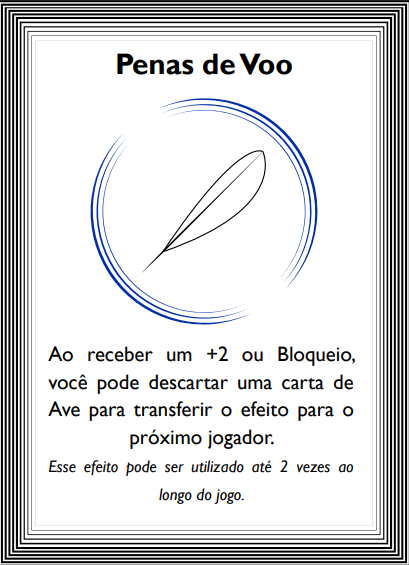 Penas de Voo
Ao receber um +2 ou Bloqueio,
você pode descartar uma carta de
Ave para transferir o efeito para o
próximo jogador.
Esse efeito pode ser utilizado até 2 vezes ao
longo do jogo.